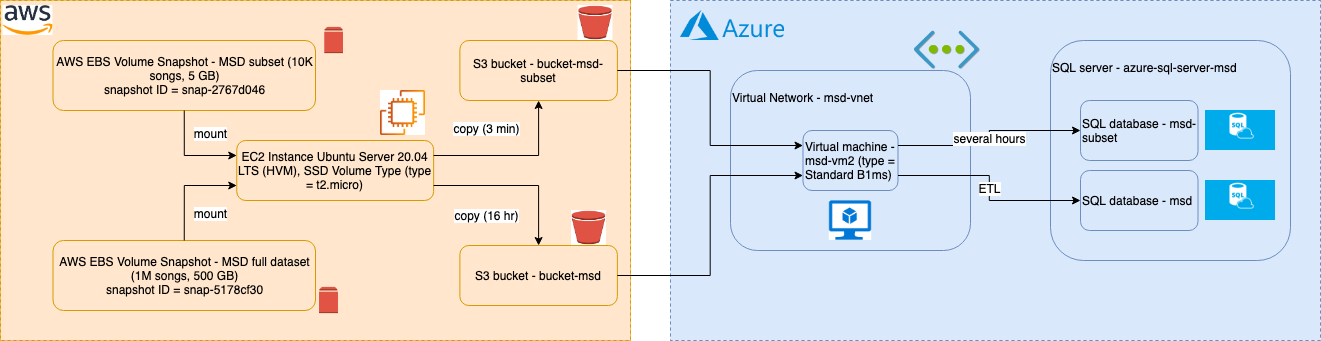 aws
AWS EBS Volume Snapshot - MSD subset (10K
songs, 5 GB)
snapshot ID = snap-2767d046
mount
EC2 Instance Ubuntu Server 20.04
LTS (HVM), SSD Volume Type (type
= t2.micro)
mount
AWS EBS Volume Snapshot - MSD full dataset
(1M songs, 500 GB)
snapshot ID = snap-5178cf30
copy (3 min)
S3 bucket - bucket-msd-
subset
copy (16 hr)
S3 bucket - bucket-msd
Azure
Virtual Network - msd-vnet
Virtual machine -
msd-vm2 (type =
Standard B1ms)
several hours
ETL
SQL server - azure-sql-server-msd
SQL database - msd-
subset
SQL
SQL database - msd
SQL